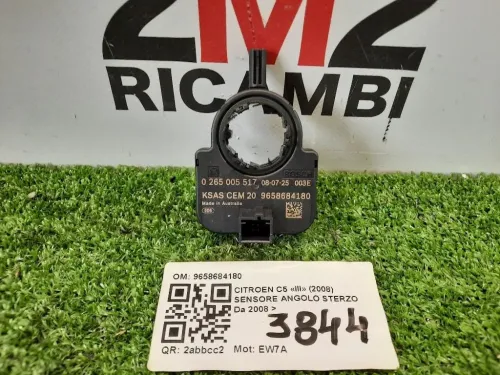 2M2
RICAMBI
0 265 005 517 08-07-25 003E
KSAS CEM 20 9658684180
Made in Australia
OM: 9658684180
CITROEN C5 «III» (2008)
SENSORE ANGOLO STERZO
Da 2008 >
3844
QR: 2abbcc2 Mot: EW7A